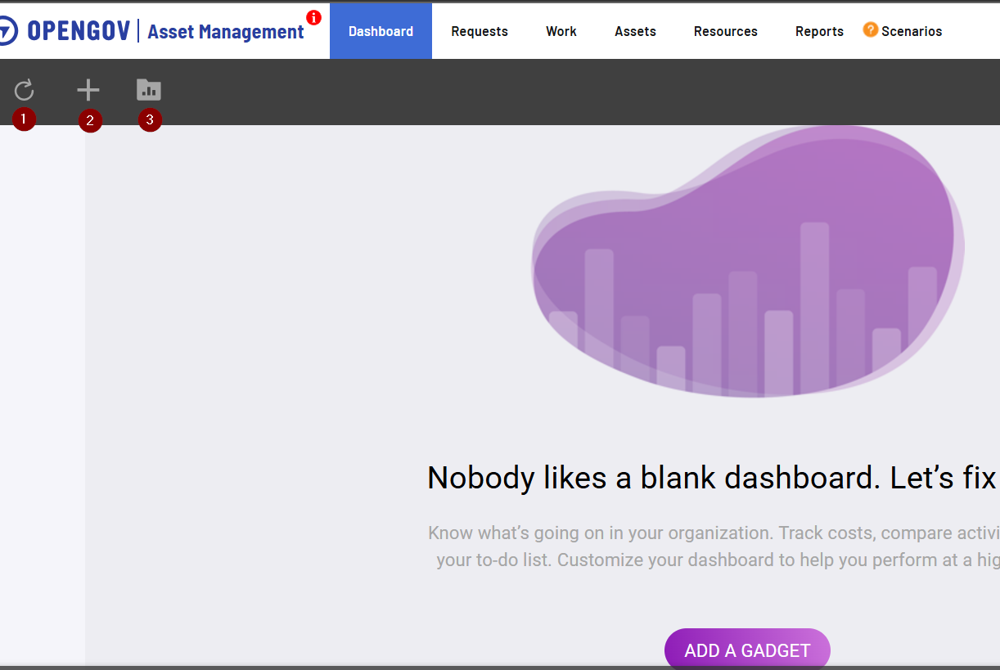 OPENGOV | Asset Management i Dashboard Requests Work Assets Resources Reports ? Scenarios
1 2 3
Nobody likes a blank dashboard. Let’s fix
Know what’s going on in your organization. Track costs, compare activi
your to-do list. Customize your dashboard to help you perform at a hig
ADD A GADGET